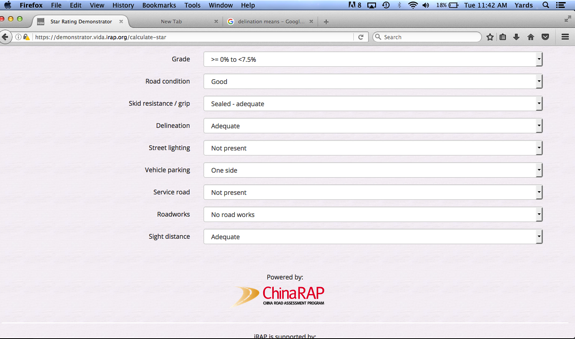 Firefox File Edit View History Bookmarks Tools Window Help 8 18% Tue 11:42 AM Yards
Star Rating Demonstrator × New Tab × delination means – Googl... × +
https://demonstrator.vida.irap.org/calculate-star Search
Grade >= 0% to <7.5%
Road condition Good
Skid resistance / grip Sealed - adequate
Delineation Adequate
Street lighting Not present
Vehicle parking One side
Service road Not present
Roadworks No road works
Sight distance Adequate
Powered by:
ChinaRAP
CHINA ROAD ASSESSMENT PROGRAM
iRAP is supported by: